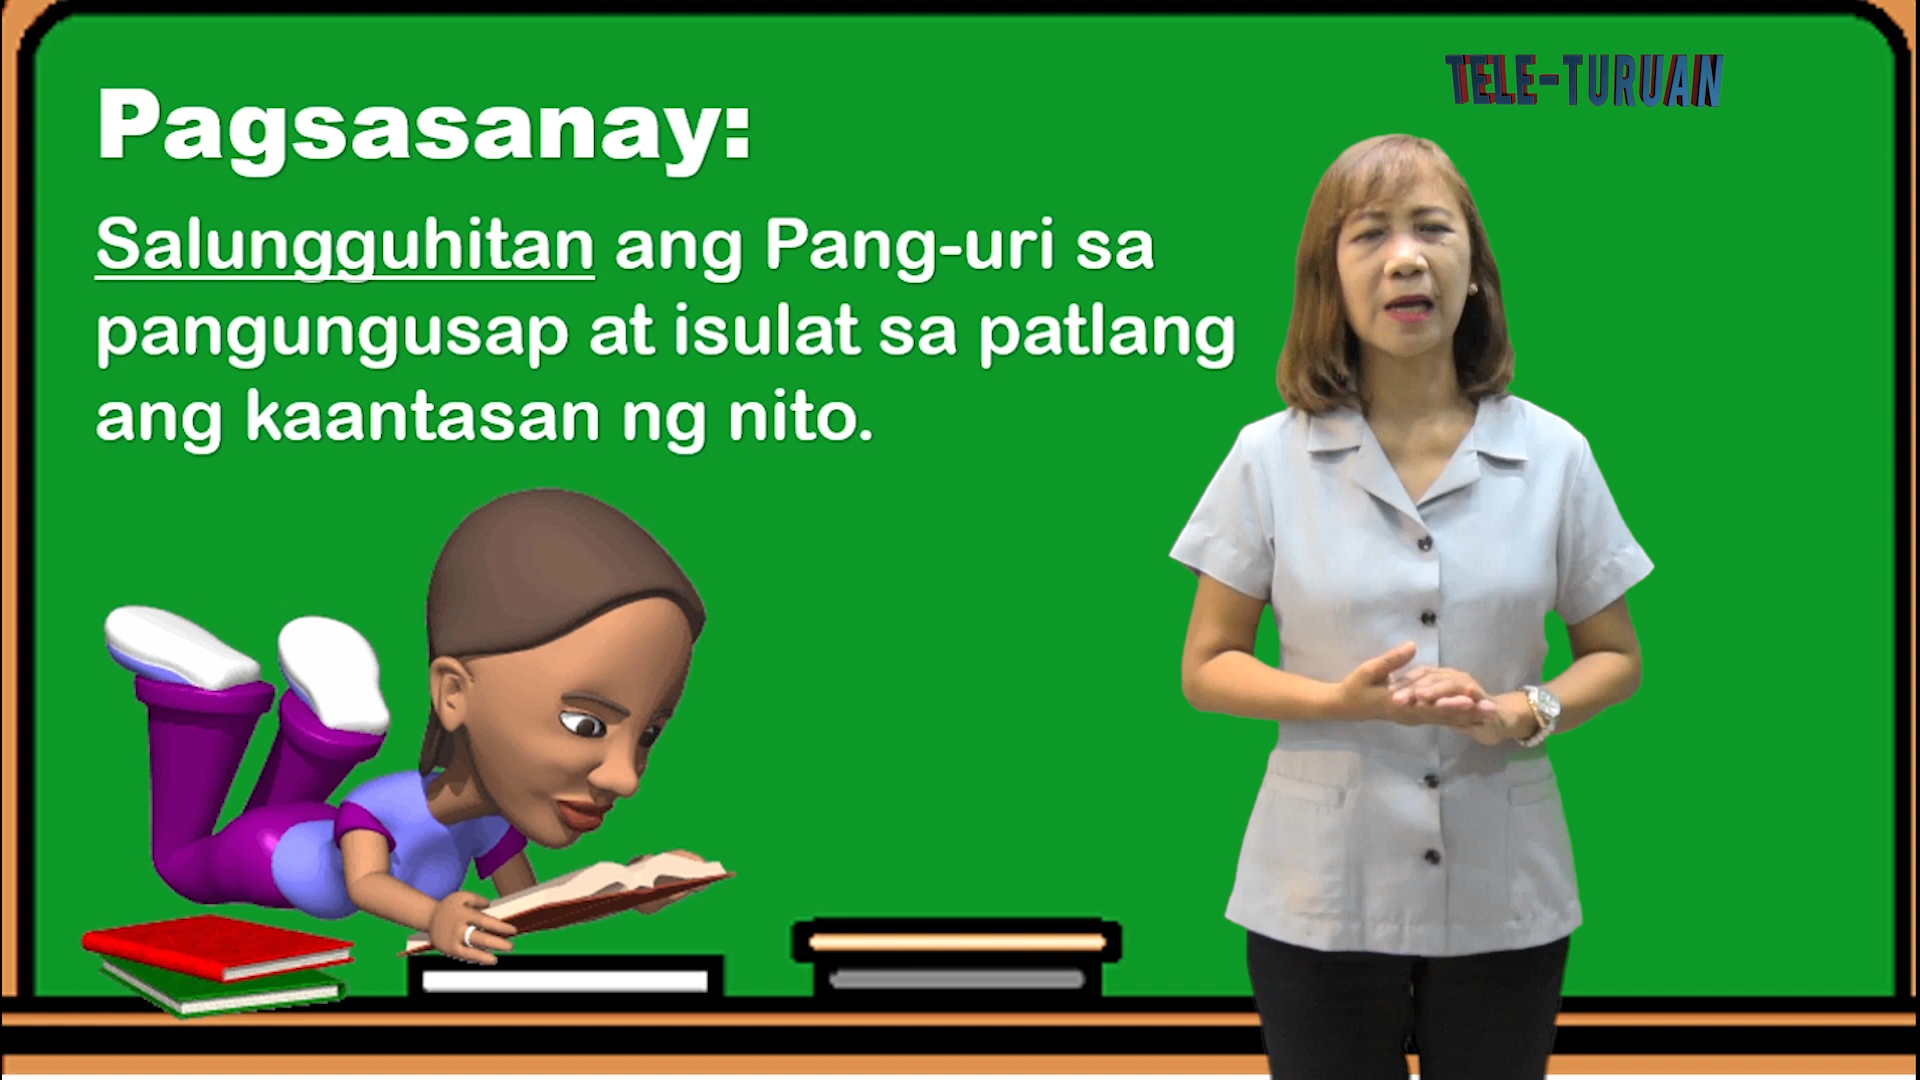 TELE-TURUAN
Pagsasanay:
Salungguhitan ang Pang-uri sa
pangungusap at isulat sa patlang
ang kaantasan ng nito.